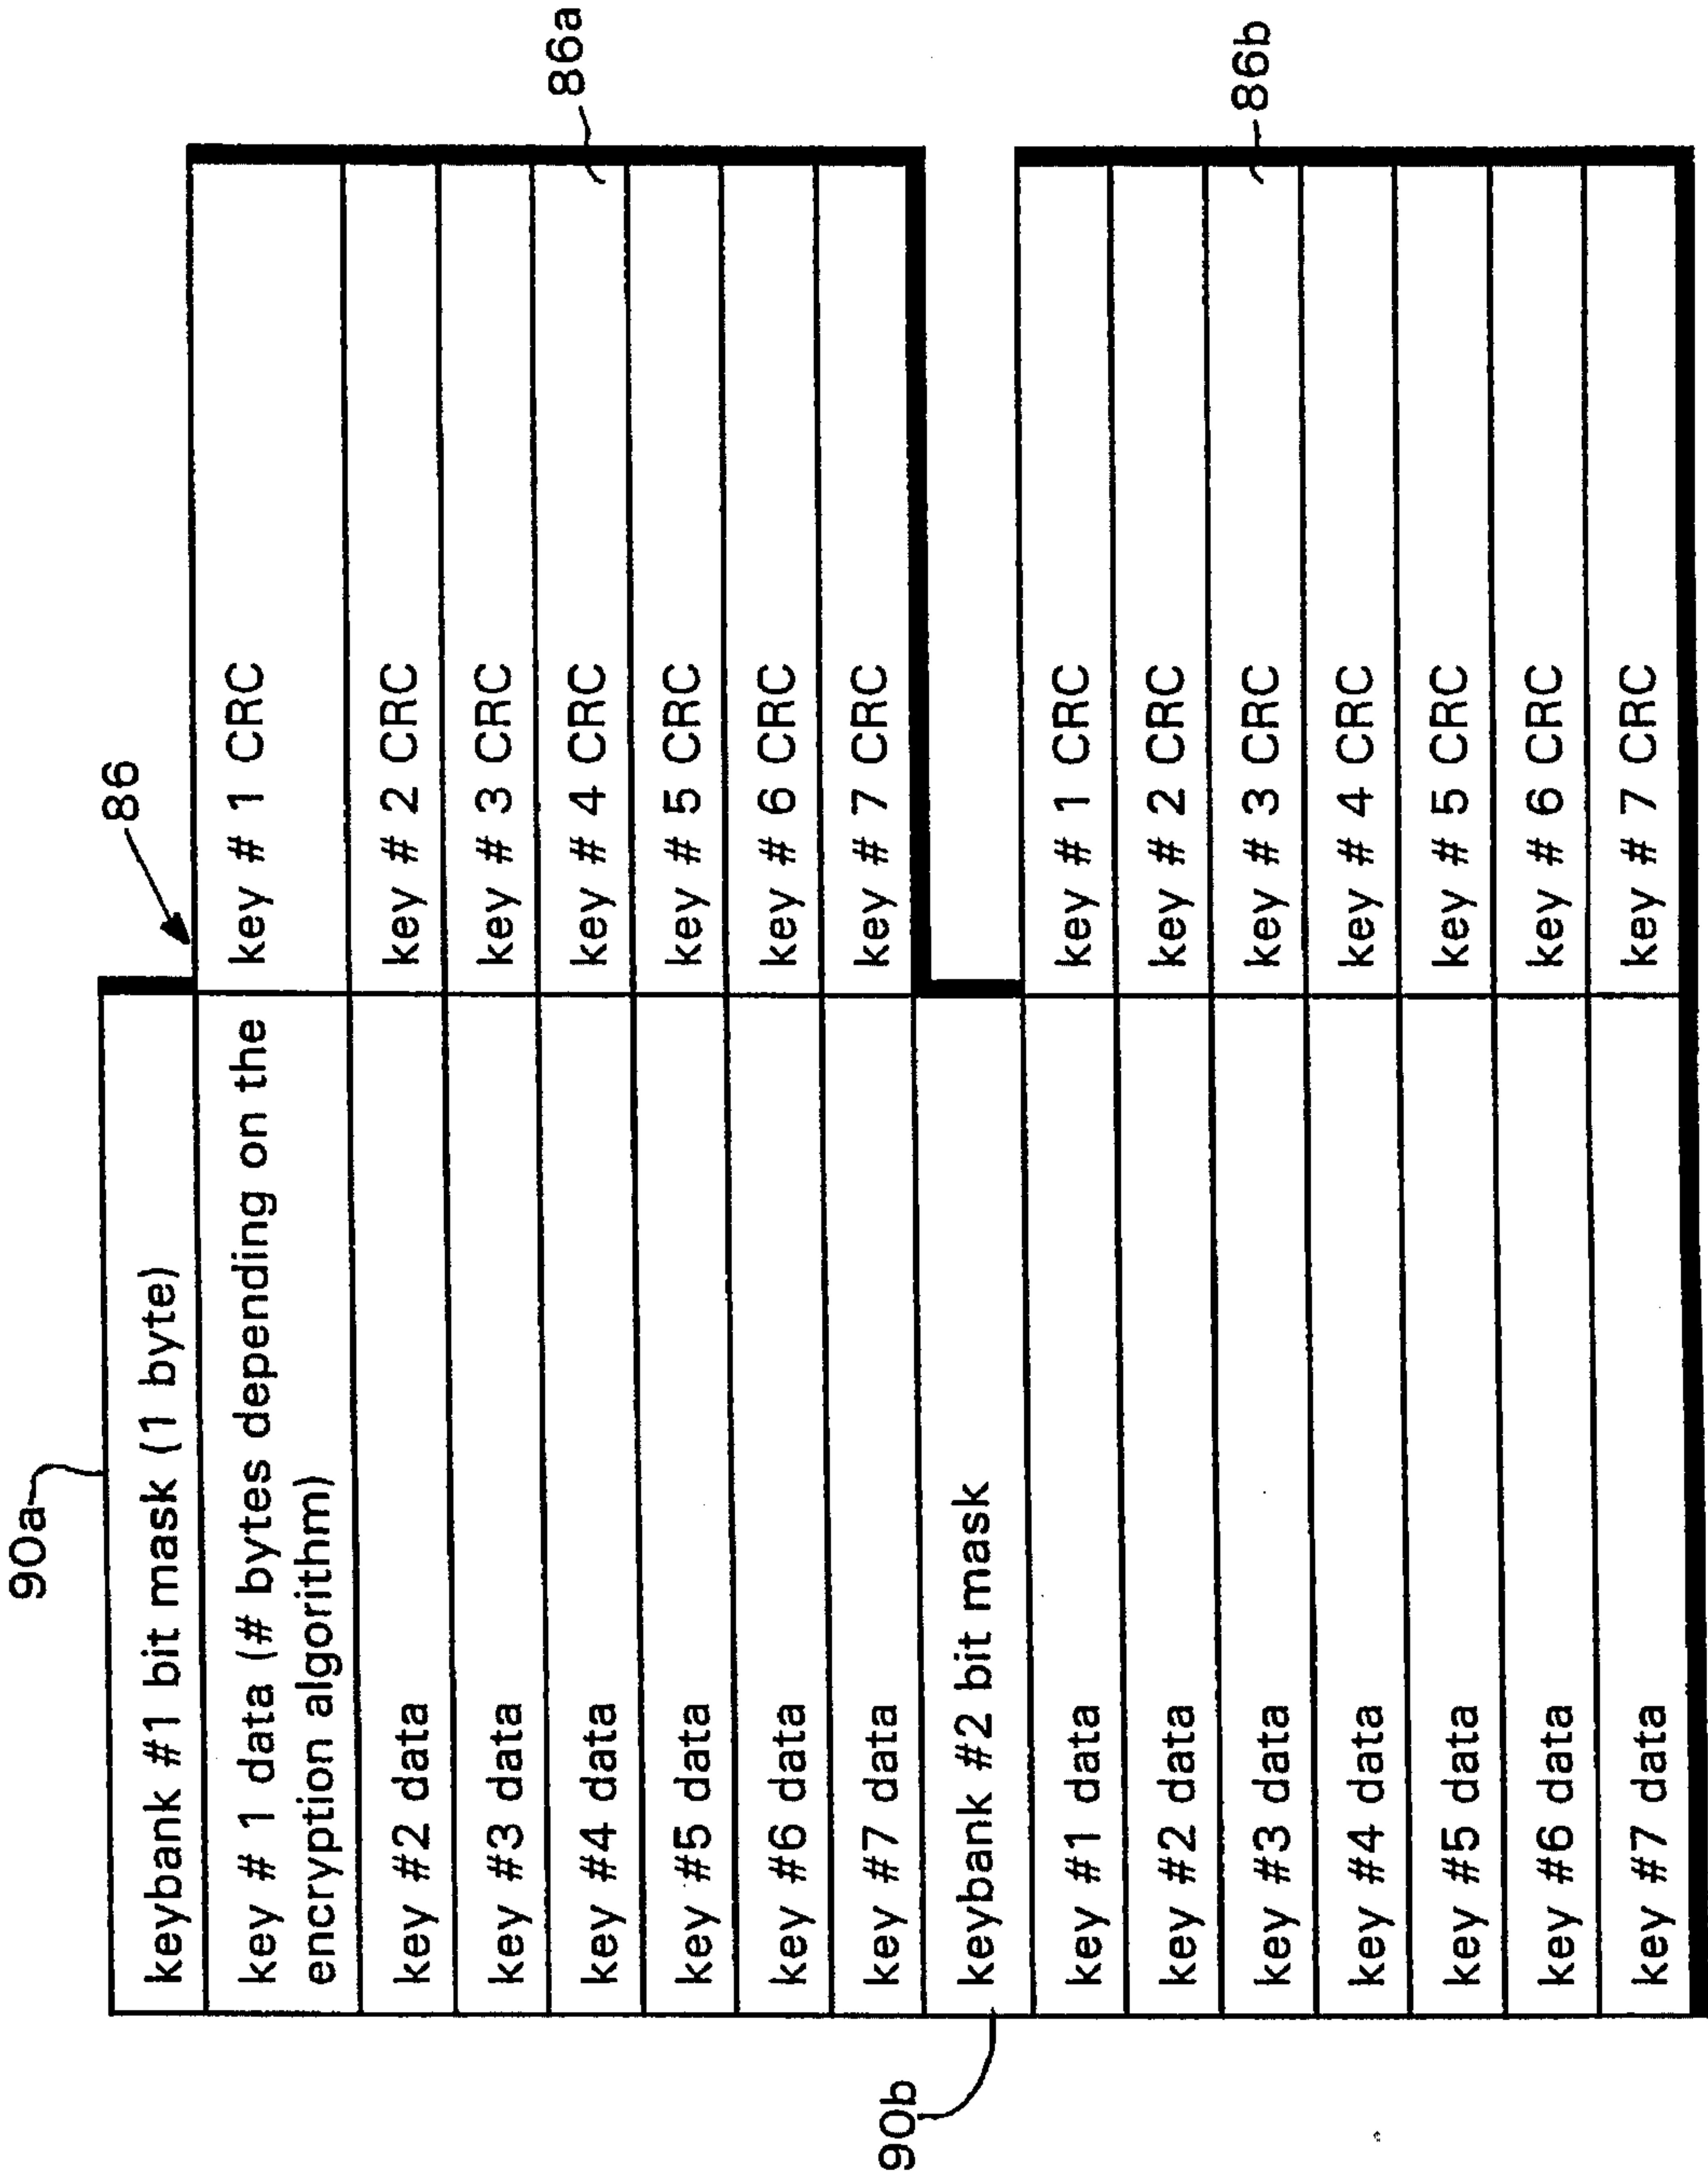 90a
86
keybank #1 bit mask (1 byte)
key # 1 data (# bytes depending on the
encryption algorithm)
key # 1 CRC
key #2 data
key # 2 CRC
key #3 data
key # 3 CRC
key #4 data
key # 4 CRC
86a
key #5 data
key # 5 CRC
key #6 data
key # 6 CRC
key #7 data
key # 7 CRC
90b
keybank #2 bit mask
key #1 data
key # 1 CRC
key #2 data
key # 2 CRC
key #3 data
key # 3 CRC
86b
key #4 data
key # 4 CRC
key #5 data
key # 5 CRC
key #6 data
key # 6 CRC
key #7 data
key # 7 CRC